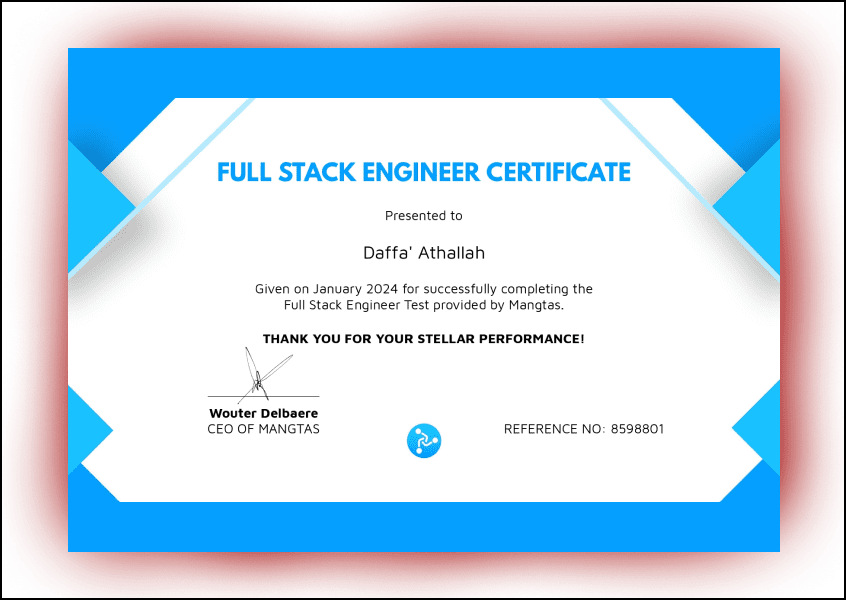 FULL STACK ENGINEER CERTIFICATE
Presented to
Daffa' Athallah
Given on January 2024 for successfully completing the
Full Stack Engineer Test provided by Mangtas.
THANK YOU FOR YOUR STELLAR PERFORMANCE!
Wouter Delbaere
CEO OF MANGTAS
REFERENCE NO: 8598801